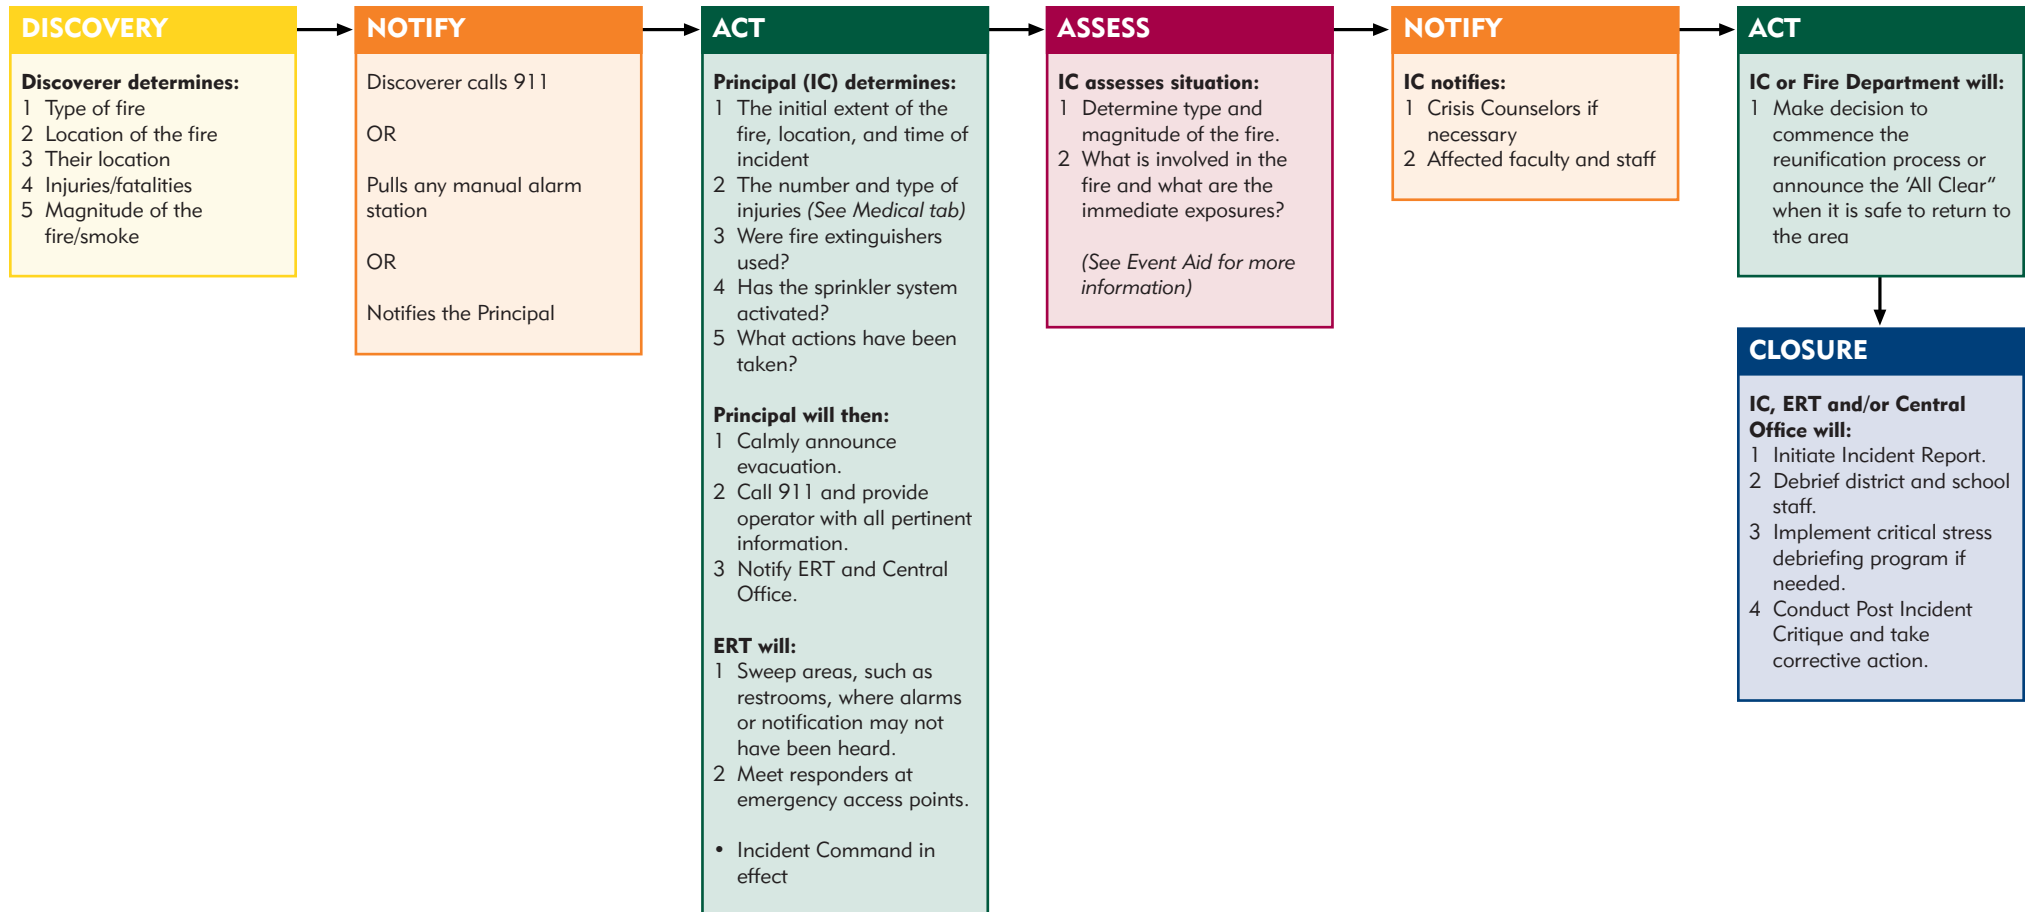 DISCOVERY
Discoverer determines:
1 Type of fire
2 Location of the fire
3 Their location
4 Injuries/fatalities
5 Magnitude of the
fire/smoke
NOTIFY
Discoverer calls 911
OR
Pulls any manual alarm
station
OR
Notifies the Principal
ACT
Principal (IC) determines:
1 The initial extent of the
fire, location, and time of
incident
2 The number and type of
injuries (See Medical tab)
3 Were fire extinguishers
used?
4 Has the sprinkler system
activated?
5 What actions have been
taken?
Principal will then:
1 Calmly announce
evacuation.
2 Call 911 and provide
operator with all pertinent
information.
3 Notify ERT and Central
Office.
ERT will:
1 Sweep areas, such as
restrooms, where alarms
or notification may not
have been heard.
2 Meet responders at
emergency access points.
• Incident Command in
effect
ASSESS
IC assesses situation:
1 Determine type and
magnitude of the fire.
2 What is involved in the
fire and what are the
immediate exposures?
(See Event Aid for more
information)
NOTIFY
IC notifies:
1 Crisis Counselors if
necessary
2 Affected faculty and staff
ACT
IC or Fire Department will:
1 Make decision to
commence the
reunification process or
announce the ‘All Clear“
when it is safe to return to
the area
CLOSURE
IC, ERT and/or Central
Office will:
1 Initiate Incident Report.
2 Debrief district and school
staff.
3 Implement critical stress
debriefing program if
needed.
4 Conduct Post Incident
Critique and take
corrective action.